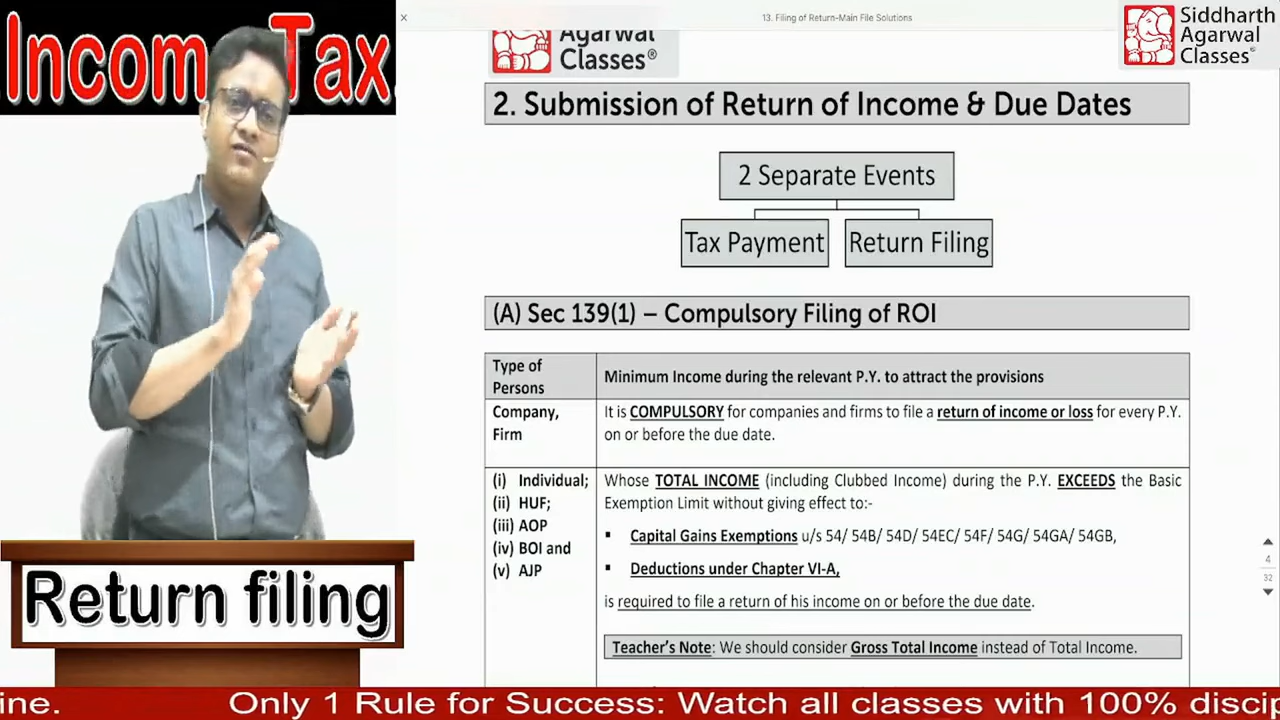 Income Tax.
13. Filing of Return-Main File Solutions
Agarwal
Classes®
Siddharth
Agarwal
Classes®
2. Submission of Return of Income & Due Dates
2 Separate Events
Tax Payment
Return Filing
(A) Sec 139(1) – Compulsory Filing of ROI
Type of
Persons
Minimum Income during the relevant P.Y. to attract the provisions
Company,
Firm
It is COMPULSORY for companies and firms to file a return of income or loss for every P.Y.
on or before the due date.
(i) Individual;
(ii) HUF;
(iii) AOP
(iv) BOI and
(v) AJP
Whose TOTAL INCOME (including Clubbed Income) during the P.Y. EXCEEDS the Basic
Exemption Limit without giving effect to:-
▪ Capital Gains Exemptions u/s 54/ 54B/ 54D/ 54EC/ 54F/ 54G/ 54GA/ 54GB,
▪ Deductions under Chapter VI-A,
is required to file a return of his income on or before the due date.
Teacher's Note: We should consider Gross Total Income instead of Total Income.
4
32
Return filing
ine. Only 1 Rule for Success: Watch all classes with 100% discip